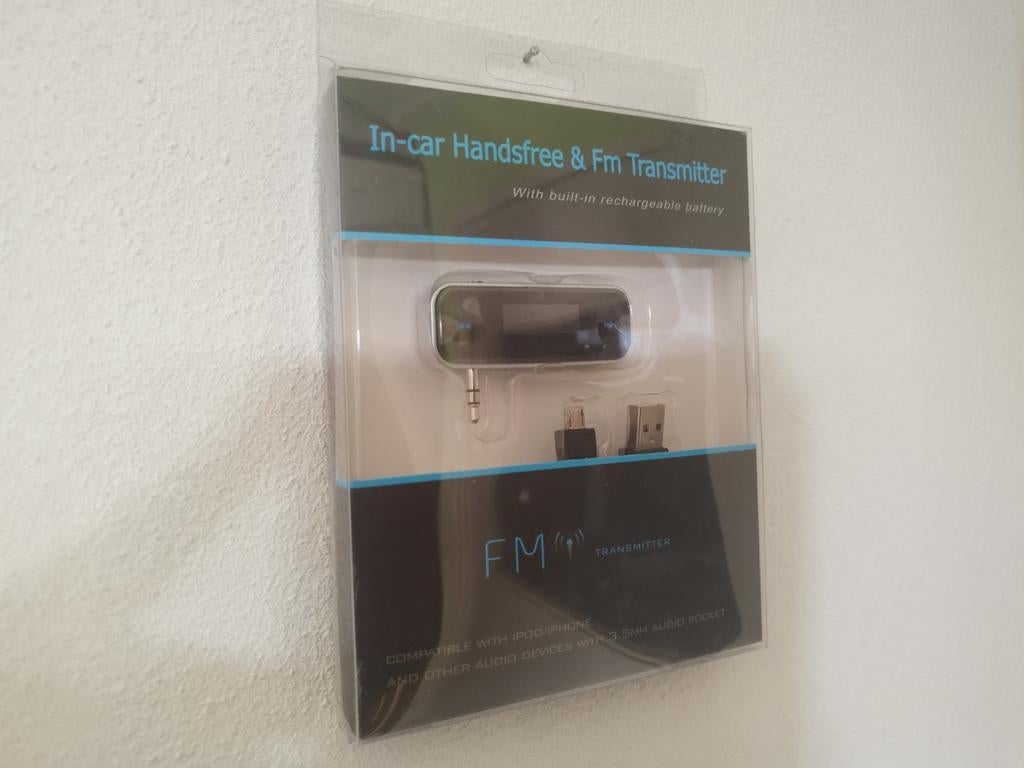 In-car Handsfree & Fm Transmitter
With built-in rechargeable battery
FM TRANSMITTER
COMPATIBLE WITH IPOD/IPHONE
AND OTHER AUDIO DEVICES WITH 3.5MM AUDIO SOCKET